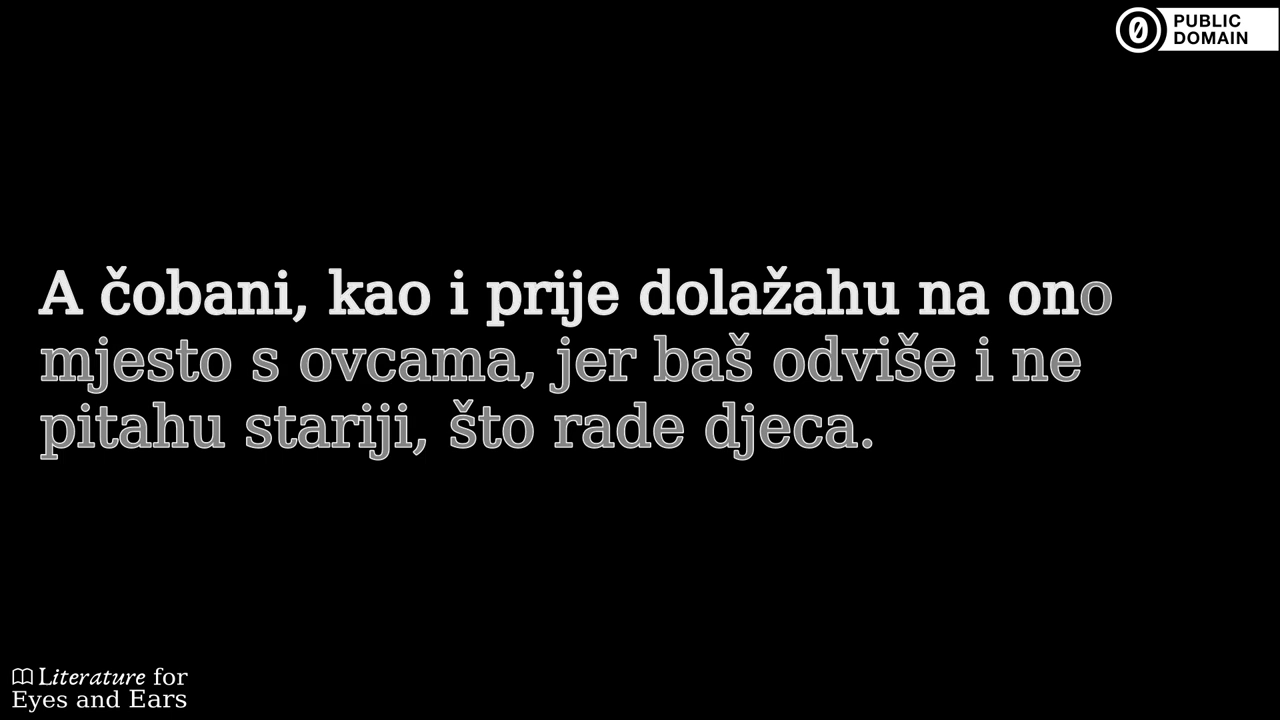 PUBLIC
DOMAIN
A čobani, kao i prije dolažahu na ono
mjesto s ovcama, jer baš odviše i ne
pitahu stariji, što rade djeca.
Literature for
Eyes and Ears